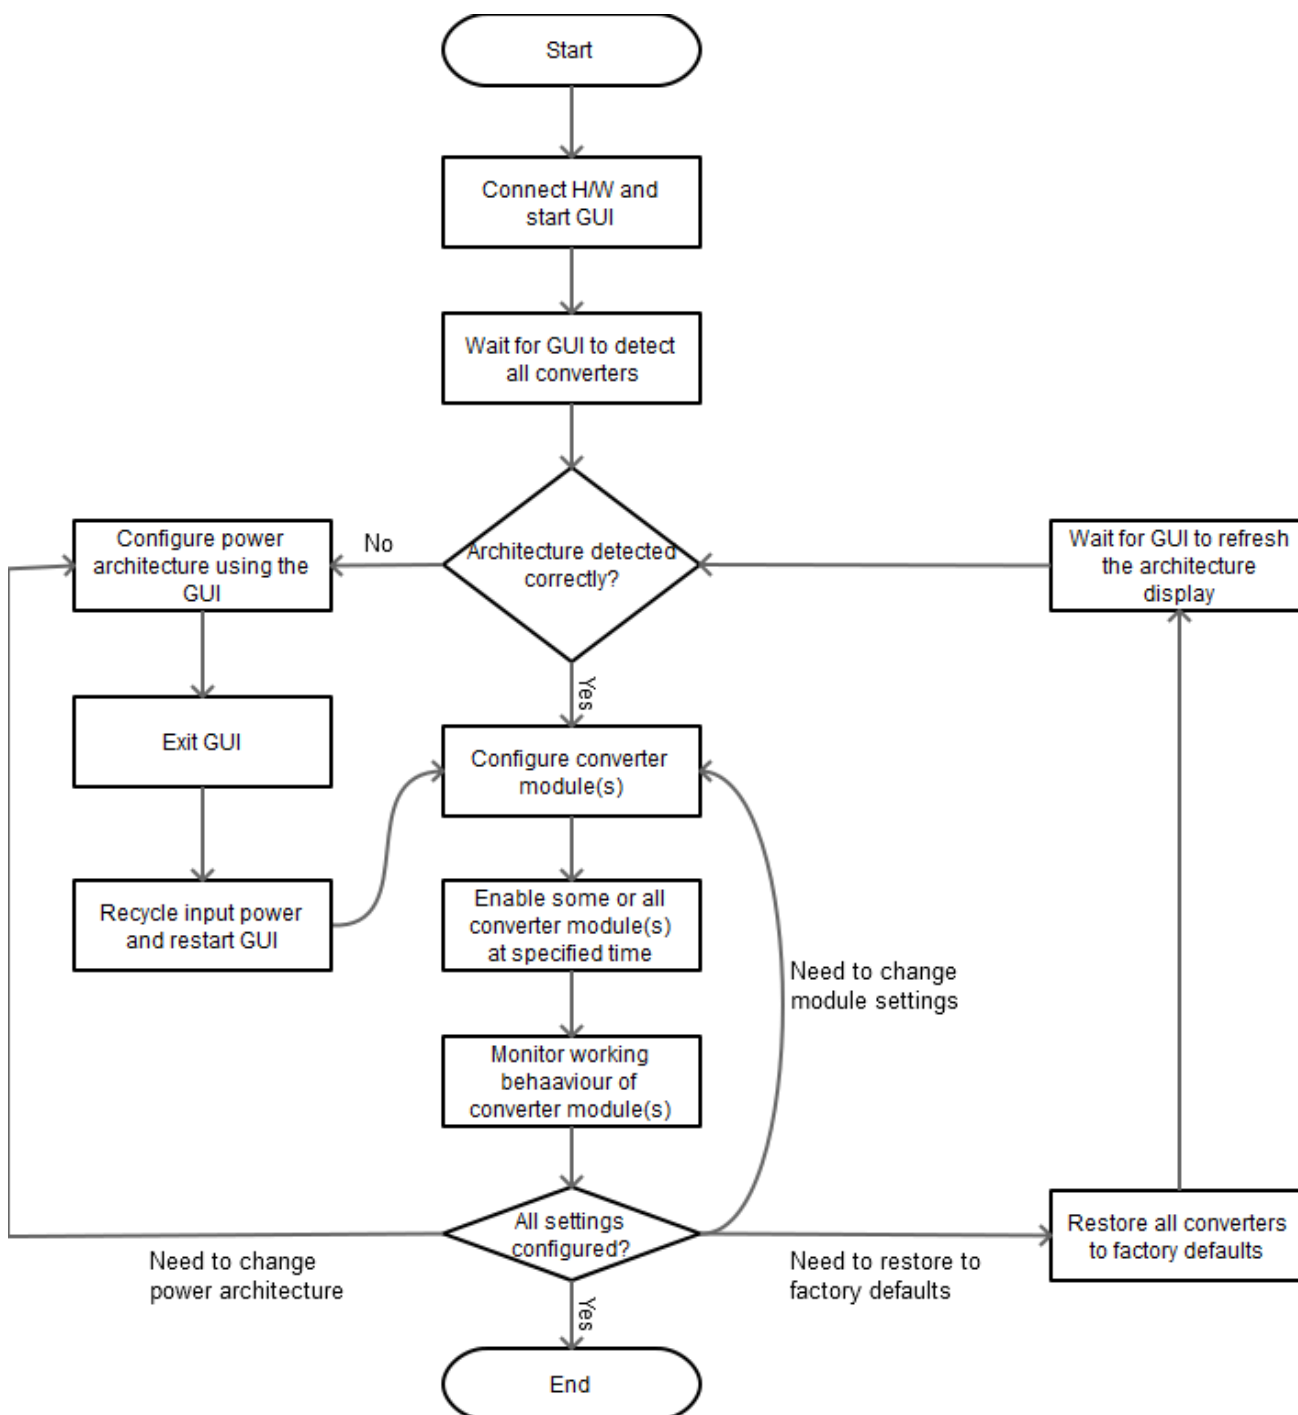 Start
Connect H/W and
start GUI
Wait for GUI to detect
all converters
Architecture detected
correctly?
No
Configure power
architecture using the
GUI
Wait for GUI to refresh
the architecture
display
Yes
Exit GUI
Configure converter
module(s)
Recycle input power
and restart GUI
Enable some or all
converter module(s)
at specified time
Need to change
module settings
Monitor working
behaaviour of
converter module(s)
All settings
configured?
Restore all converters
to factory defaults
Need to change
power architecture
Need to restore to
factory defaults
Yes
End